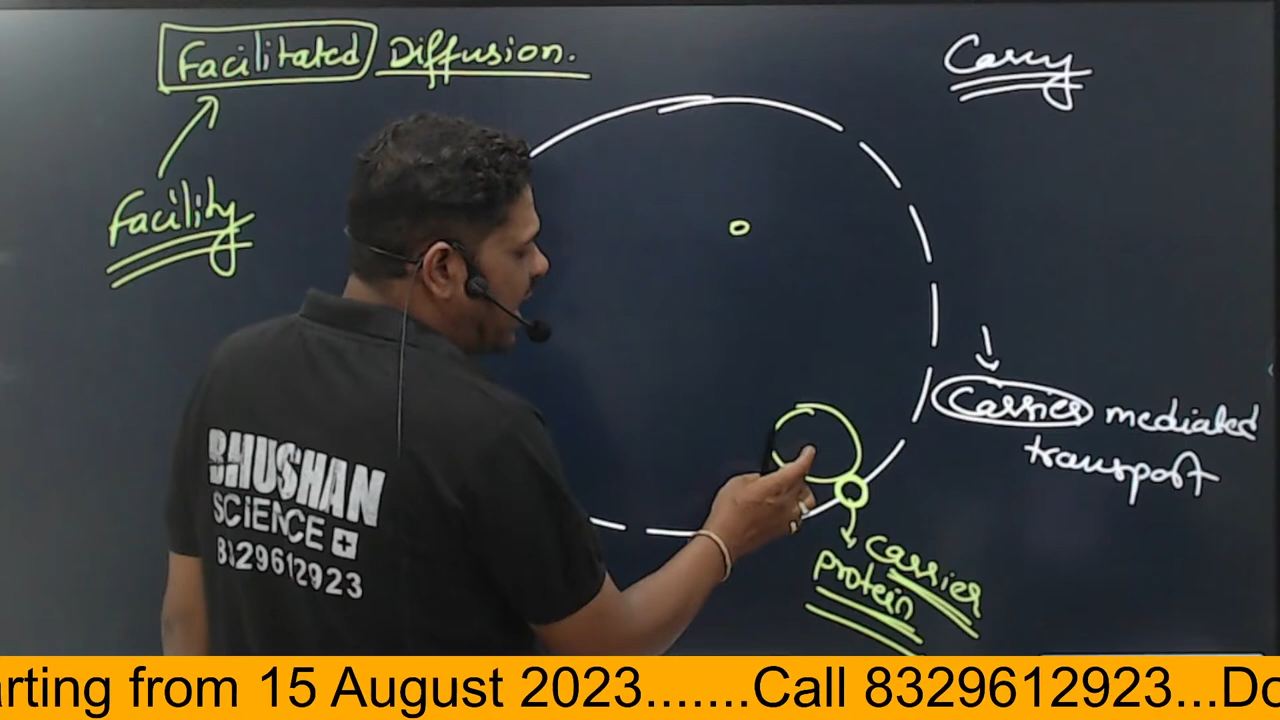 Facilitated Diffusion.
Carry
Facility
Carrier mediated
transport
BHUSHAN
SCIENCE
8329612923
carrier
protein
arting from 15 August 2023.......Call 8329612923...Do